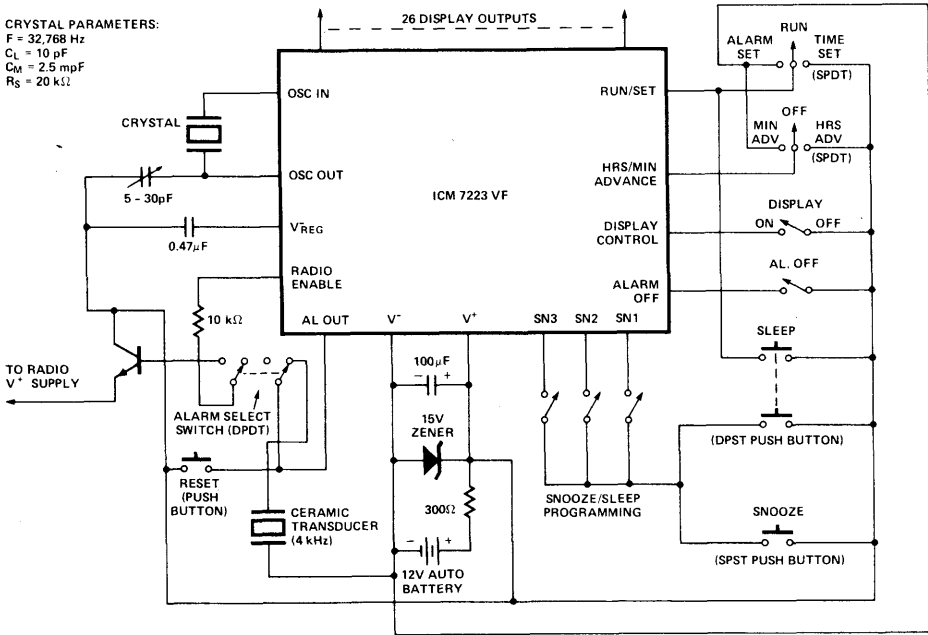 CRYSTAL PARAMETERS:
F = 32,768 Hz
CL = 10 pF
CM = 2.5 mpF
RS = 20 kΩ
26 DISPLAY OUTPUTS
OSC IN
CRYSTAL
OSC OUT
5 - 30pF
V-REG
0.47μF
RADIO
ENABLE
10 kΩ
AL OUT
V-
V+
SN3
SN2
SN1
ICM 7223 VF
RUN/SET
HRS/MIN
ADVANCE
DISPLAY
CONTROL
ALARM
OFF
RUN
ALARM
SET
TIME
SET
(SPDT)
OFF
MIN
ADV
HRS
ADV
(SPDT)
DISPLAY
ON
OFF
AL. OFF
SLEEP
(DPST PUSH BUTTON)
SNOOZE
(SPST PUSH BUTTON)
SNOOZE/SLEEP
PROGRAMMING
TO RADIO
V+ SUPPLY
ALARM SELECT
SWITCH (DPDT)
RESET
(PUSH
BUTTON)
CERAMIC
TRANSDUCER
(4 kHz)
100μF
- +
15V
ZENER
300Ω
- +
12V AUTO
BATTERY